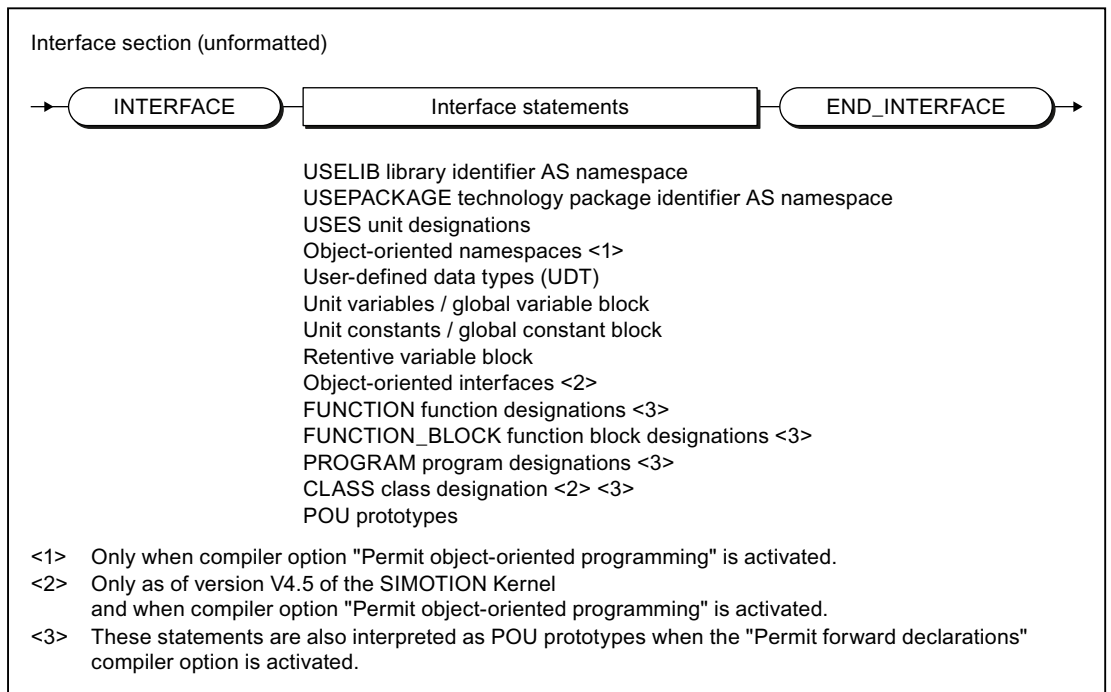 Interface section (unformatted)
INTERFACE Interface statements END_INTERFACE
USELIB library identifier AS namespace
USEPACKAGE technology package identifier AS namespace
USES unit designations
Object-oriented namespaces <1>
User-defined data types (UDT)
Unit variables / global variable block
Unit constants / global constant block
Retentive variable block
Object-oriented interfaces <2>
FUNCTION function designations <3>
FUNCTION_BLOCK function block designations <3>
PROGRAM program designations <3>
CLASS class designation <2> <3>
POU prototypes
<1> Only when compiler option "Permit object-oriented programming" is activated.
<2> Only as of version V4.5 of the SIMOTION Kernel
and when compiler option "Permit object-oriented programming" is activated.
<3> These statements are also interpreted as POU prototypes when the "Permit forward declarations"
compiler option is activated.